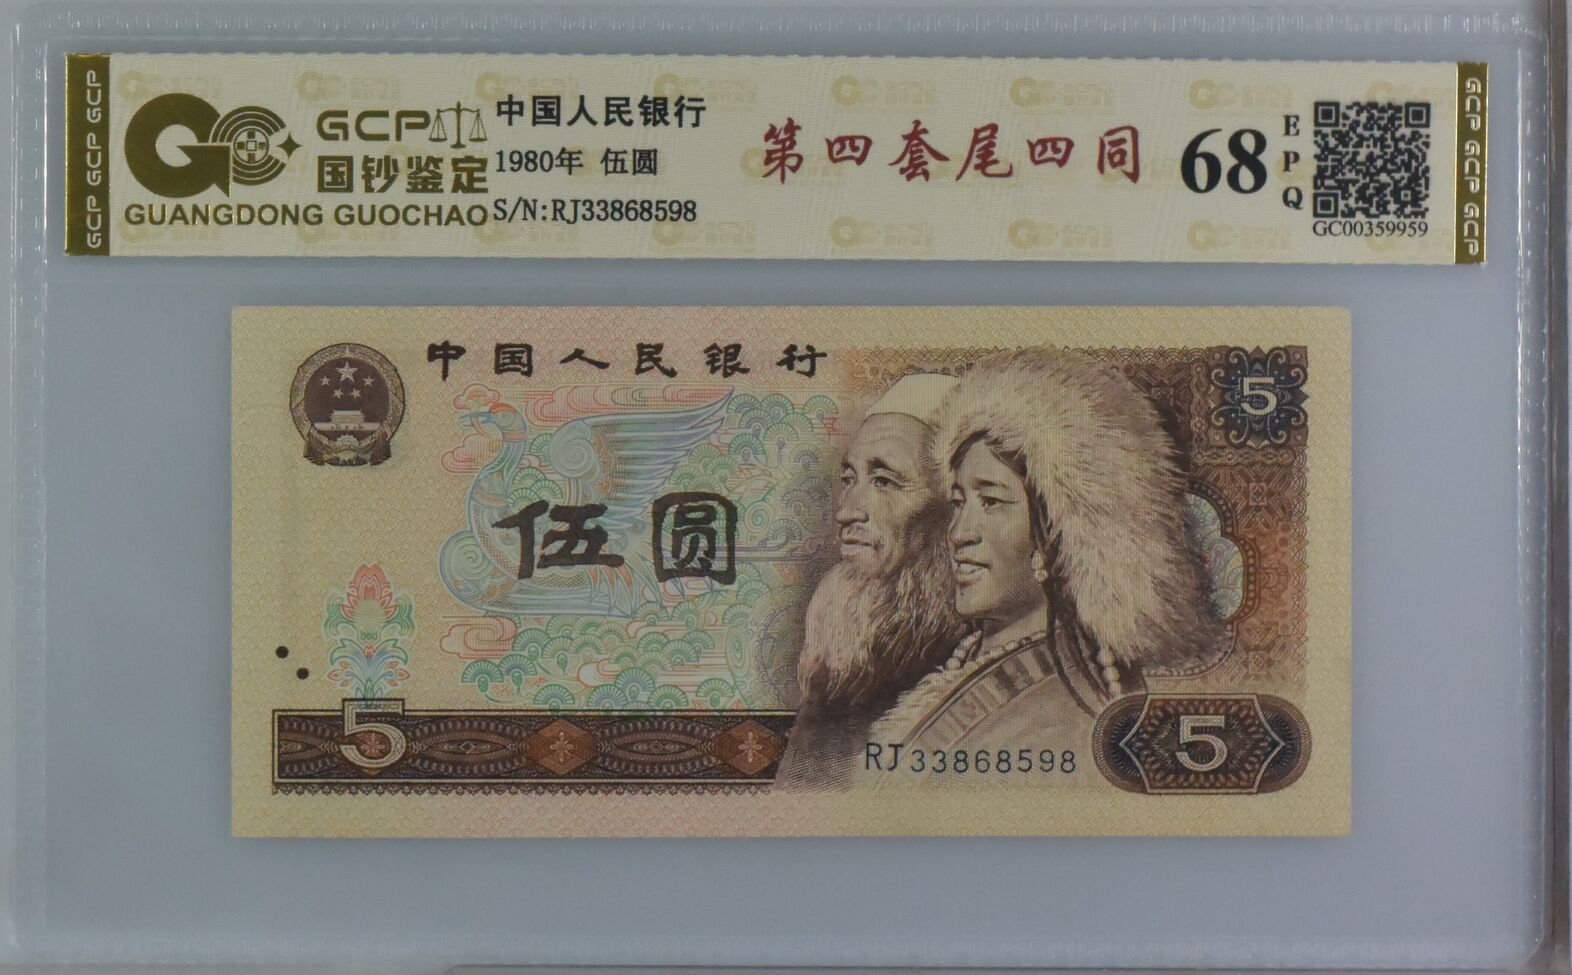 GCP GCP GCP
GCP
中国人民银行
国钞鉴定
1980年 伍圆
GUANGDONG GUOCHAO
S/N:RJ33868598
第四套尾四同
68
EPQ
GC00359959
GCP GCP GCP GCP
中国人民银行
5
伍圆
5
RJ33868598
5